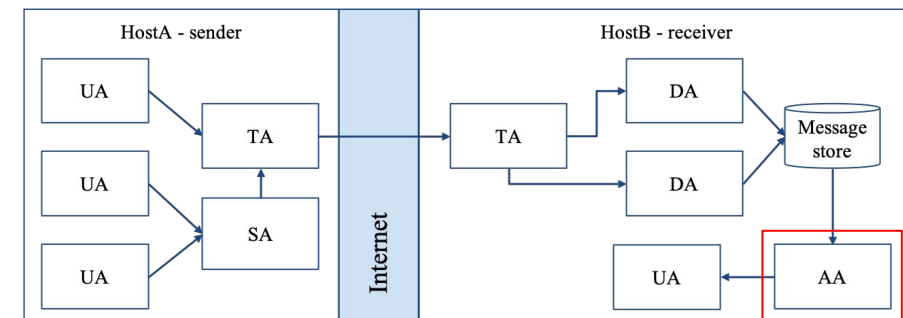 HostA - sender
HostB - receiver
UA
UA
UA
TA
SA
Internet
TA
DA
DA
Message
store
UA
AA